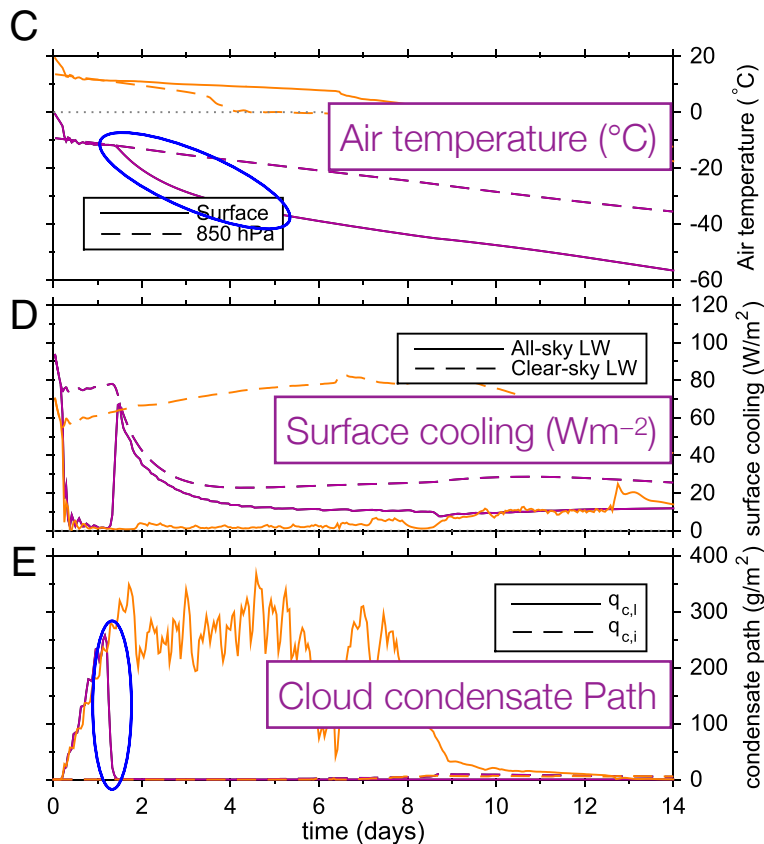 C
20
0
-20
-40
-60
Air temperature (°C)
Air temperature (°C)
Surface
850 hPa
D
120
100
80
60
40
20
0
surface cooling (W/m²)
All-sky LW
Clear-sky LW
Surface cooling (Wm⁻²)
E
400
300
200
100
0
condensate path (g/m²)
q_c,l
q_c,i
Cloud condensate Path
0 2 4 6 8 10 12 14
time (days)